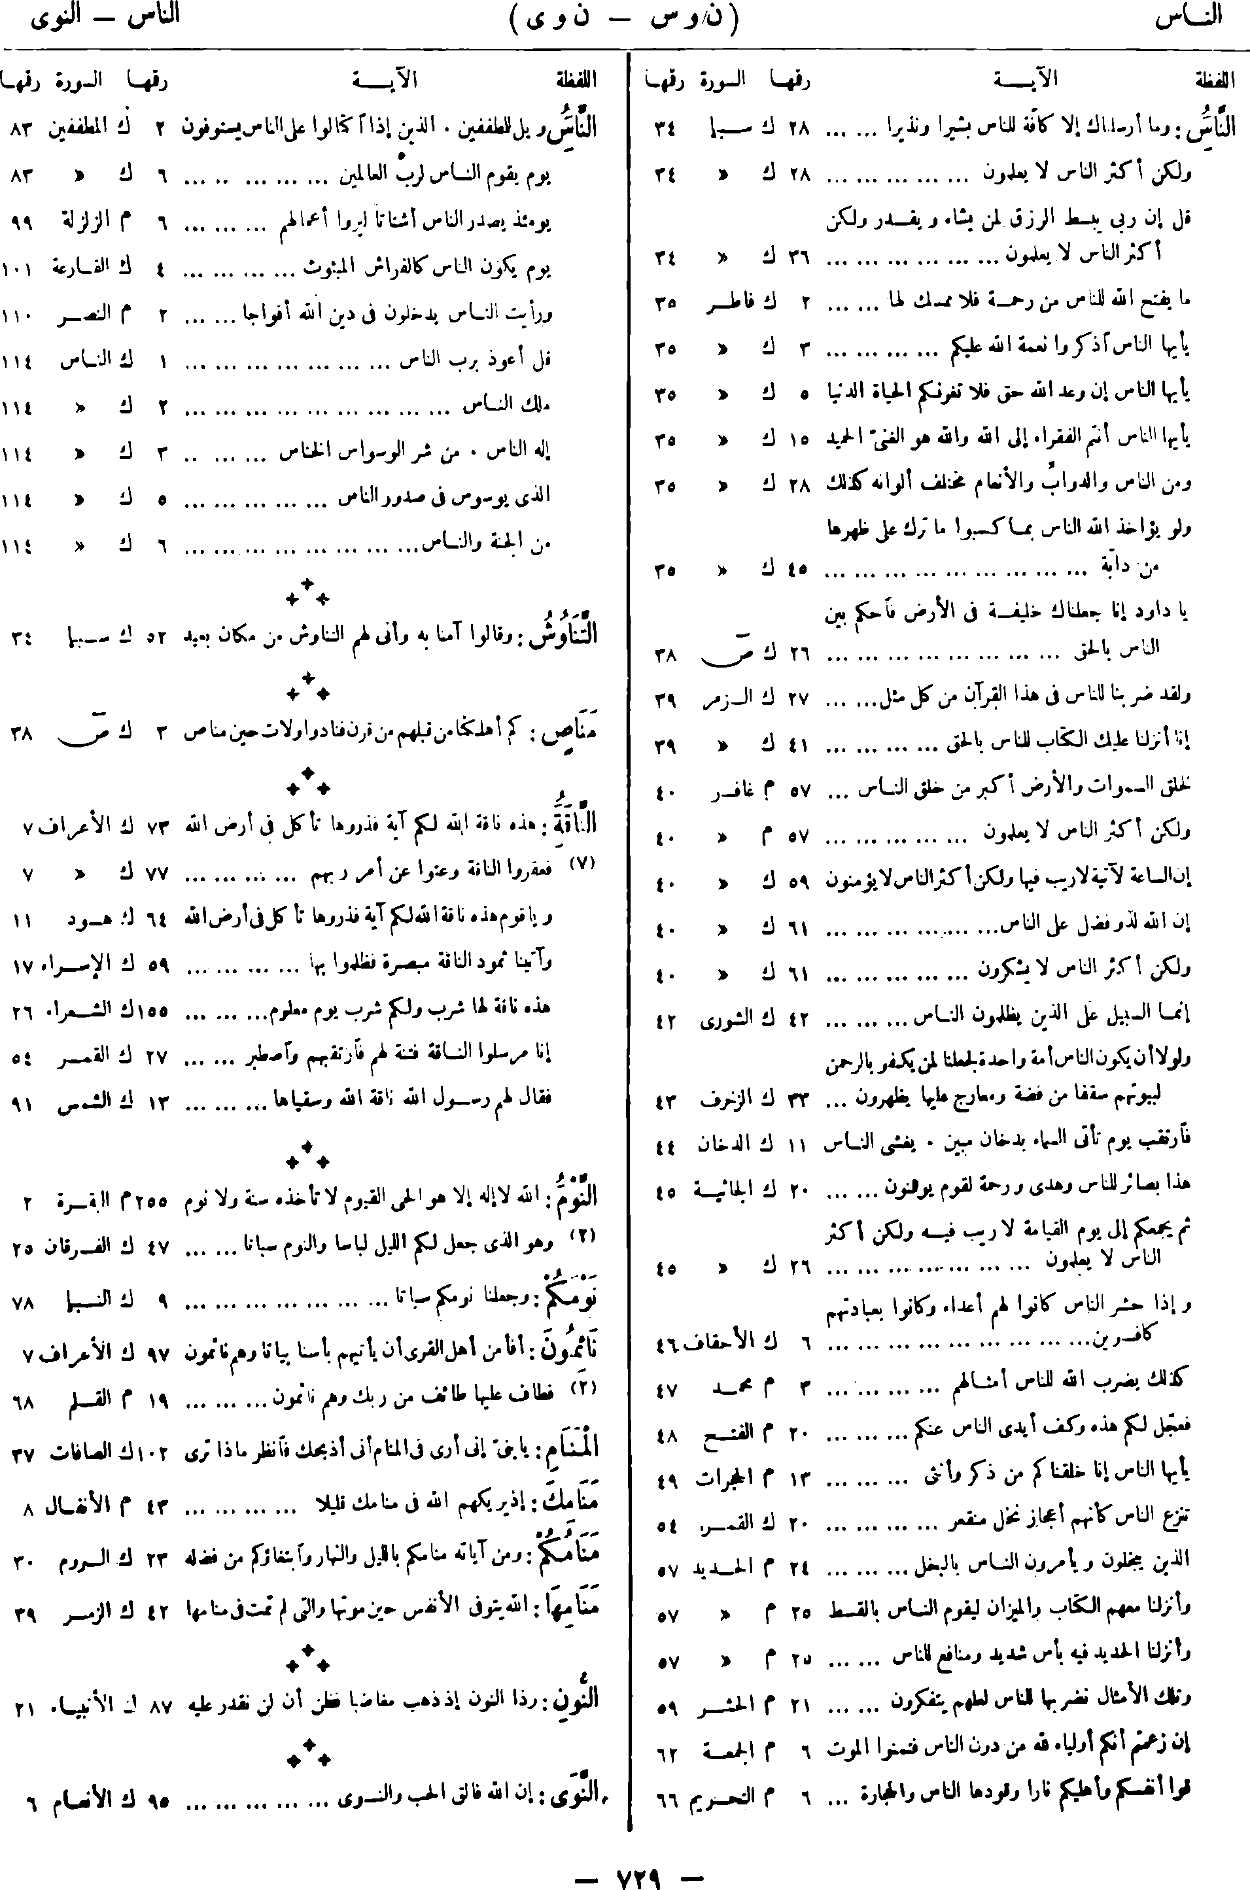 الناس
(ن وس – ن وى)
الناس – النوى
اللفظة الآية رقها السورة رقها
النَّاسُ: وما أرسلناك إلا كافّة للناس بشيرا ونذيرا ... ... ٢٨ ك سبإ ٣٤
ولكن أكثر الناس لا يعلمون ... ... ... ... ... ٢٨ ك » ٣٤
قل إن ربى يبسط الرزق لمن يشاء ويقدر ولكن
أكثر الناس لا يعلمون ... ... ... ... ... ... ٣٦ ك » ٣٤
ما يفتح الله للناس من رحمة فلا ممسك لها ... ... ٢ ك فاطر ٣٥
يأيها الناس آذكروا نعمة الله عليكم ... ... ... ... ٣ ك » ٣٥
يأيها الناس إن وعد الله حق فلا تغرنكم الحياة الدنيا ٥ ك » ٣٥
يأيها الناس أنتم الفقراء إلى الله والله هو الغنىّ الحميد ١٥ ك » ٣٥
ومن الناس والدوابّ والأنعام مختلف ألوانه كذلك ٢٨ ك » ٣٥
ولو يؤاخذ الله الناس بما كسبوا ما ترك على ظهرها
من دابّة ... ... ... ... ... ... ... ... ... ٤٥ ك » ٣٥
يا داود إنا جعلناك خليفة فى الأرض فآحكم بين
الناس بالحق ... ... ... ... ... ... ... ... ٢٦ ك صٓ ٣٨
ولقد ضربنا للناس فى هذا القرآن من كل مثل... ... ٢٧ ك الزمر ٣٩
إنا أنزلنا عليك الكتاب للناس بالحق ... ... ... ... ٤١ ك » ٣٩
لخلق السموات والأرض أكبر من خلق الناس ... ٥٧ م غافر ٤٠
ولكن أكثر الناس لا يعلمون ... ... ... ... ... ٥٧ م » ٤٠
إن الساعة لآتية لا ريب فيها ولكن أكثر الناس لا يؤمنون ٥٩ ك » ٤٠
إن الله لذو فضل على الناس... ... ... ... ... ... ٦١ ك » ٤٠
ولكن أكثر الناس لا يشكرون ... ... ... ... ... ٦١ ك » ٤٠
إنما السبيل على الذين يظلمون الناس... ... ... ... ٤٢ ك الشورى ٤٢
ولولا أن يكون الناس أمة واحدة لجعلنا لمن يكفر بالرحمن
لبيوتهم سقفا من فضة ومعارج عليها يظهرون ... ٣٣ ك الزخرف ٤٣
فآرتقب يوم تأتى السماء بدخان مبين • يغشى الناس ١١ ك الدخان ٤٤
هذا بصائر للناس وهدى ورحمة لقوم يوقنون ... ... ٢٠ ك الجاثية ٤٥
ثم يجمعكم إلى يوم القيامة لا ريب فيه ولكن أكثر
الناس لا يعلمون ... ... ... ... ... ... ... ٢٦ ك » ٤٥
وإذا حشر الناس كانوا لهم أعداء وكانوا بعبادتهم
كافرين... ... ... ... ... ... ... ... ... ٦ ك الأحقاف ٤٦
كذلك يضرب الله للناس أمثالهم ... ... ... ... ٣ م محمد ٤٧
فعجّل لكم هذه وكف أيدى الناس عنكم ... ... ... ٢٠ م الفتح ٤٨
يأيها الناس إنا خلقناكم من ذكر وأنثى ... ... ... ١٣ م الحجرات ٤٩
تنزع الناس كأنهم أعجاز نخل منقعر ... ... ... ... ٢٠ ك القمر ٥٤
الذين يبخلون ويأمرون الناس بالبخل ... ... ... ٢٤ م الحديد ٥٧
وأنزلنا معهم الكتاب والميزان ليقوم الناس بالقسط ٢٥ م » ٥٧
وأنزلنا الحديد فيه بأس شديد ومنافع للناس ... ... ٢٥ م » ٥٧
وتلك الأمثال نضربها للناس لعلهم يتفكرون ... ... ٢١ م الحشر ٥٩
إن زعمتم أنكم أولياء لله من دون الناس فتمنوا الموت ٦ م الجمعة ٦٢
قوا أنفسكم وأهليكم نارا وقودها الناس والحجارة ... ٦ م التحريم ٦٦
اللفظة الآية رقها السورة رقها
النَّاسُ ويل للمطففين • الذين إذا آكتالوا على الناس يستوفون ٢ ك المطففين ٨٣
يوم يقوم الناس لربّ العالمين ... ... ... ... ... ٦ ك » ٨٣
يومئذ يصدر الناس أشتاتا ليروا أعمالهم ... ... ... ٦ م الزلزلة ٩٩
يوم يكون الناس كالفراش المبثوث ... ... ... ... ٤ ك القارعة ١٠١
ورأيت الناس يدخلون فى دين الله أفواجا ... ... ٢ م النصر ١١٠
قل أعوذ برب الناس ... ... ... ... ... ... ... ١ ك الناس ١١٤
ملك الناس ... ... ... ... ... ... ... ... ... ٢ ك » ١١٤
إله الناس • من شر الوسواس الخناس ... ... ... .. ٣ ك » ١١٤
الذى يوسوس فى صدور الناس ... ... ... ... ... ٥ ك » ١١٤
من الجنة والناس... ... ... ... ... ... ... ... ٦ ك » ١١٤
التَّنَاوُشُ: وقالوا آمنا به وأنى لهم التناوش من مكان بعيد ٥٢ ك سبإ ٣٤
مَنَاصٍ: كم أهلكنا من قبلهم من قرن فنادوا ولات حين مناص ٣ ك صٓ ٣٨
النَّاقَةُ: هذه ناقة الله لكم آية فذروها تأكل فى أرض الله ٧٣ ك الأعراف ٧
(٧) فعقروا الناقة وعتوا عن أمر ربهم ... ... ... ... ٧٧ ك » ٧
ويا قوم هذه ناقة الله لكم آية فذروها تأكل فى أرض الله ٦٤ ك هود ١١
وآتينا ثمود الناقة مبصرة فظلموا بها ... ... ... ... ٥٩ ك الإسراء ١٧
هذه ناقة لها شرب ولكم شرب يوم معلوم... ... ... ١٥٥ ك الشعراء ٢٦
إنا مرسلوا الناقة فتنة لهم فآرتقبهم وآصطبر ... ... ٢٧ ك القمر ٥٤
فقال لهم رسول الله ناقة الله وسقياها ... ... ... ١٣ ك الشمس ٩١
النَّوْمُ: الله لا إله إلا هو الحى القيوم لا تأخذه سنة ولا نوم ٢٥٥ م البقرة ٢
(٢) وهو الذى جعل لكم الليل لباسا والنوم سباتا ... ... ٤٧ ك الفرقان ٢٥
نَوْمَكُمْ: وجعلنا نومكم سباتا ... ... ... ... ... ... ... ٩ ك النبإ ٧٨
نَائِمُونَ: أفأمن أهل القرى أن يأتيهم بأسنا بياتا وهم نائمون ٩٧ ك الأعراف ٧
(٢) فطاف عليها طائف من ربك وهم نائمون ... ... ... ١٩ م القلم ٦٨
الْمَنَامِ: يابنىّ إنى أرى فى المنام أنى أذبحك فآنظر ماذا ترى ١٠٢ ك الصافات ٣٧
مَنَامِكَ: إذ يريكهم الله فى منامك قليلا ... ... ... ... ٤٣ م الأنفال ٨
مَنَامُكُمْ: ومن آياته منامكم بالليل والنهار وآبتغاؤكم من فضله ٢٣ ك الروم ٣٠
مَنَامِهَا: الله يتوفى الأنفس حين موتها والتى لم تمت فى منامها ٤٢ ك الزمر ٣٩
النُّونِ: وذا النون إذ ذهب مغاضبا فظن أن لن نقدر عليه ٨٧ ك الأنبياء ٢١
النَّوَى: إن الله فالق الحب والنوى ... ... ... ... ... ٩٥ ك الأنعام ٦
– ٧٢٩ –